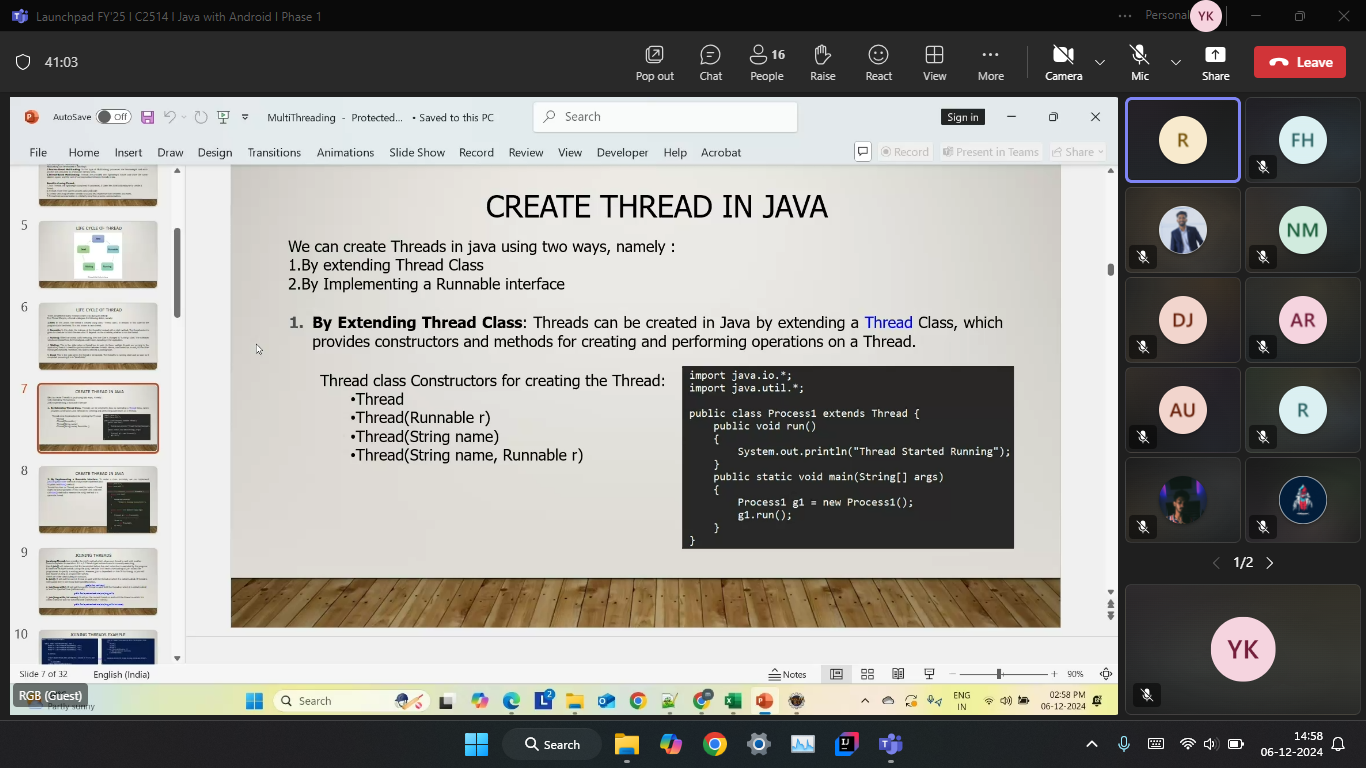 Launchpad FY'25 | C2514 | Java with Android | Phase 1
Personal
YK
41:03
Pop out
Chat
16
People
Raise
React
View
More
Camera
Mic
Share
Leave
AutoSave
Off
MultiThreading - Protected... • Saved to this PC
Search
Sign in
File Home Insert Draw Design Transitions Animations Slide Show Record Review View Developer Help Acrobat
Record
Present in Teams
Share
5
LIFE CYCLE OF THREAD
6
LIFE CYCLE OF THREAD
7
CREATE THREAD IN JAVA
8
CREATE THREAD IN JAVA
9
JOINING THREADS
10
JOINING THREADS EXAMPLE
CREATE THREAD IN JAVA
We can create Threads in java using two ways, namely :
1.By extending Thread Class
2.By Implementing a Runnable interface
1. By Extending Thread Class: Threads can be created in Java by extending a Thread Class, which
provides constructors and methods for creating and performing operations on a Thread.
Thread class Constructors for creating the Thread:
•Thread
•Thread(Runnable r)
•Thread(String name)
•Thread(String name, Runnable r)
import java.io.*;
import java.util.*;
public class Process1 extends Thread {
public void run()
{
System.out.println("Thread Started Running");
}
public static void main(String[] args)
{
Process1 g1 = new Process1();
g1.run();
}
}
Slide 7 of 32
English (India)
Notes
90%
RGB (Guest)
Partly sunny
Search
2
ENG
IN
02:58 PM
06-12-2024
R
FH
NM
DJ
AR
AU
R
1/2
YK
Search
14:58
06-12-2024